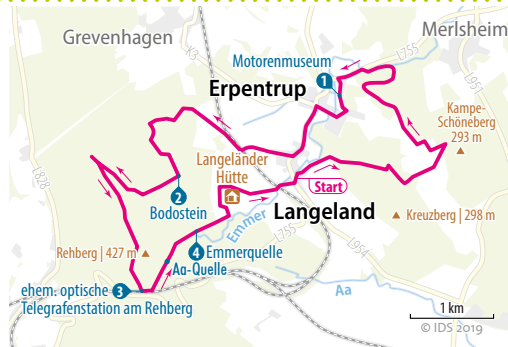 Grevenhagen
Merlsheim
K3
L755
L951
Motorenmuseum
1
Erpentrup
Kampe-
Schöneberg
293 m
Langeländer
Hütte
Start
2
Bodostein
Langeland
Kreuzberg | 298 m
L828
Emmer
L755
L954
4 Emmerquelle
Rehberg | 427 m
Aa-Quelle
ehem. optische 3
Telegrafenstation am Rehberg
Aa
1 km
© IDS 2019